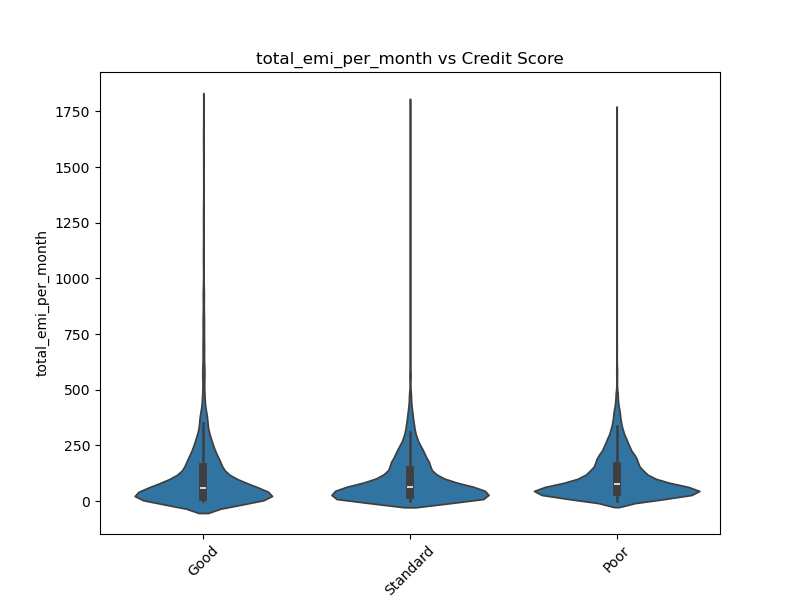 total_emi_per_month vs Credit Score
total_emi_per_month
1750
1500
1250
1000
750
500
250
0
Good
Standard
Poor